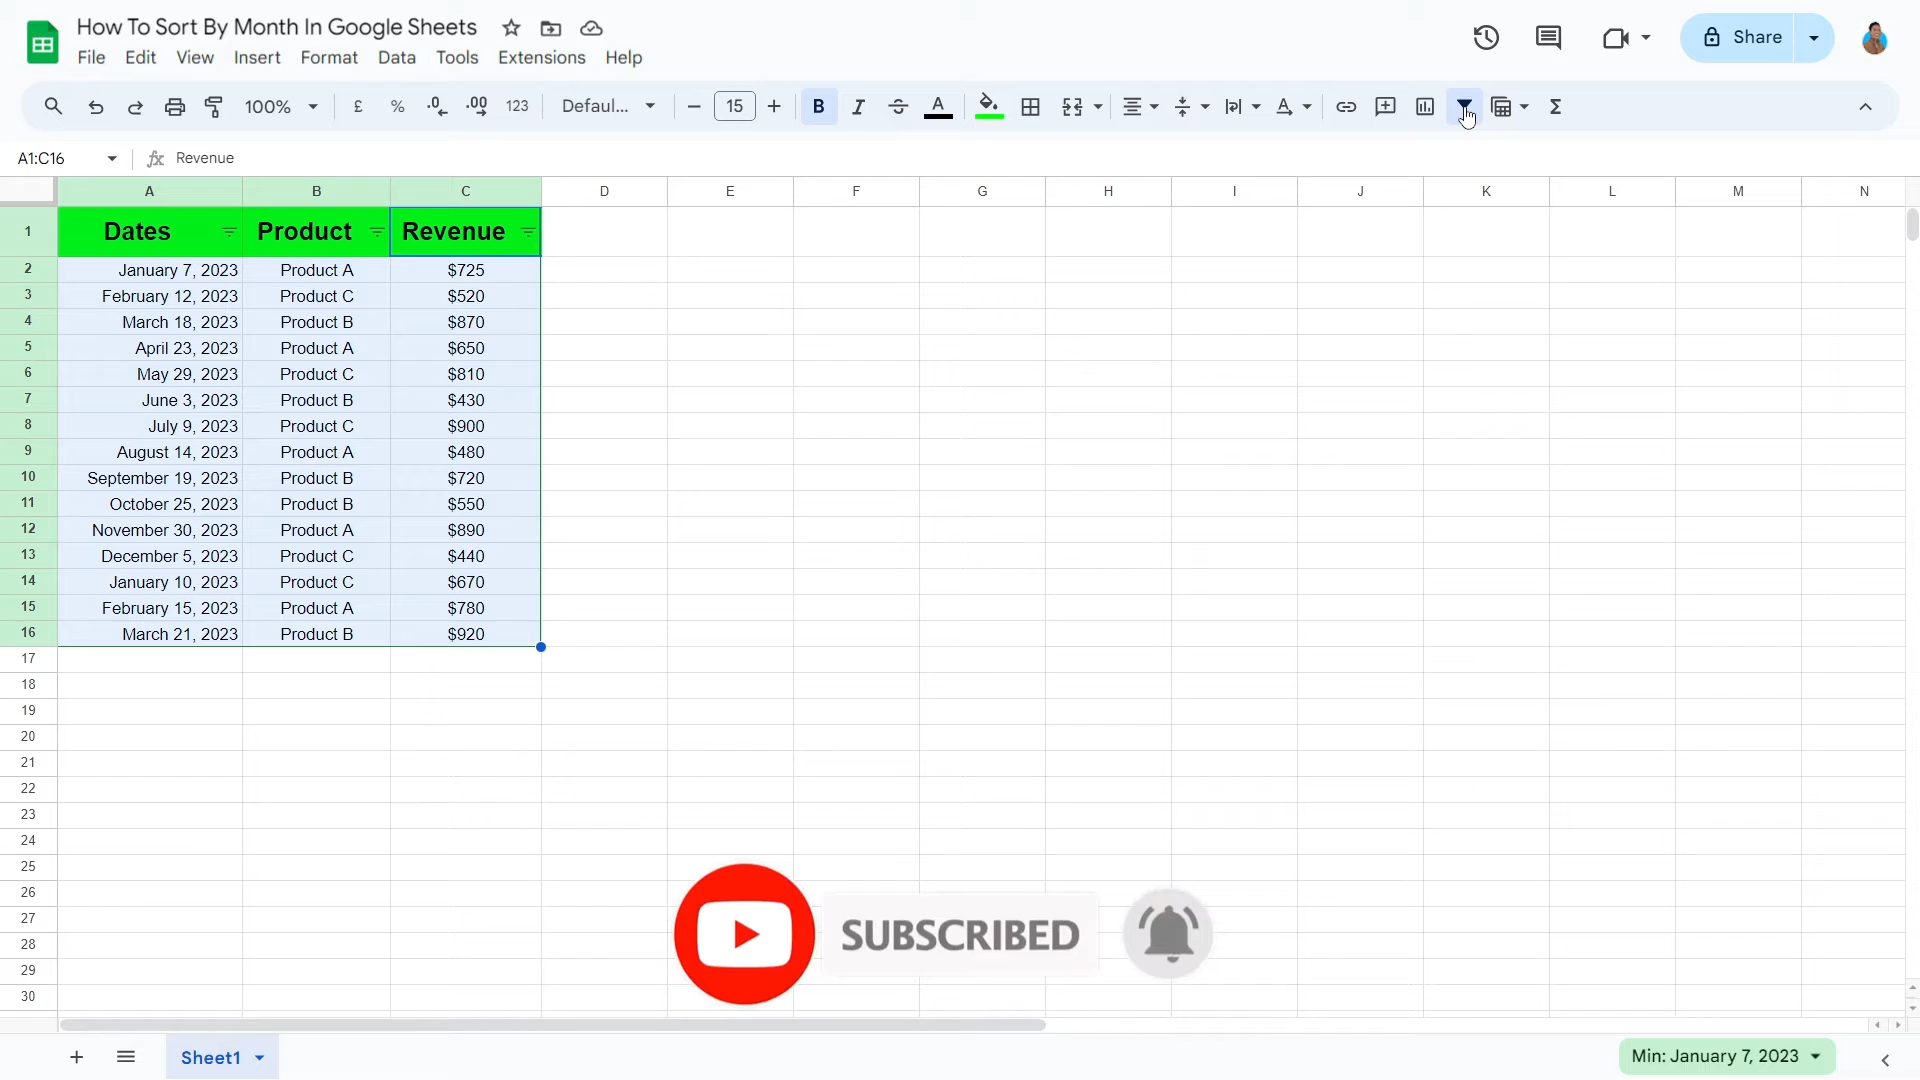 How To Sort By Month In Google Sheets
File Edit View Insert Format Data Tools Extensions Help
Share
100% £ % .0 .00 123 Defaul... 15 B I A A Σ
A1:C16 fx Revenue
A B C D E F G H I J K L M N
1 Dates Product Revenue
2 January 7, 2023 Product A $725
3 February 12, 2023 Product C $520
4 March 18, 2023 Product B $870
5 April 23, 2023 Product A $650
6 May 29, 2023 Product C $810
7 June 3, 2023 Product B $430
8 July 9, 2023 Product C $900
9 August 14, 2023 Product A $480
10 September 19, 2023 Product B $720
11 October 25, 2023 Product B $550
12 November 30, 2023 Product A $890
13 December 5, 2023 Product C $440
14 January 10, 2023 Product C $670
15 February 15, 2023 Product A $780
16 March 21, 2023 Product B $920
17
18
19
20
21
22
23
24
25
26
27
28
29
30
SUBSCRIBED
Sheet1
Min: January 7, 2023